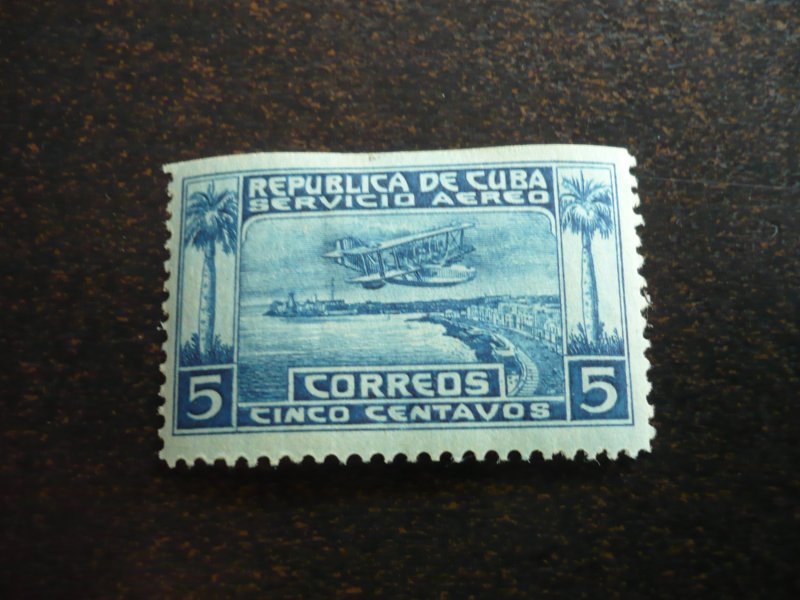 REPUBLICA DE CUBA
SERVICIO AEREO
5 CORREOS 5
CINCO CENTAVOS